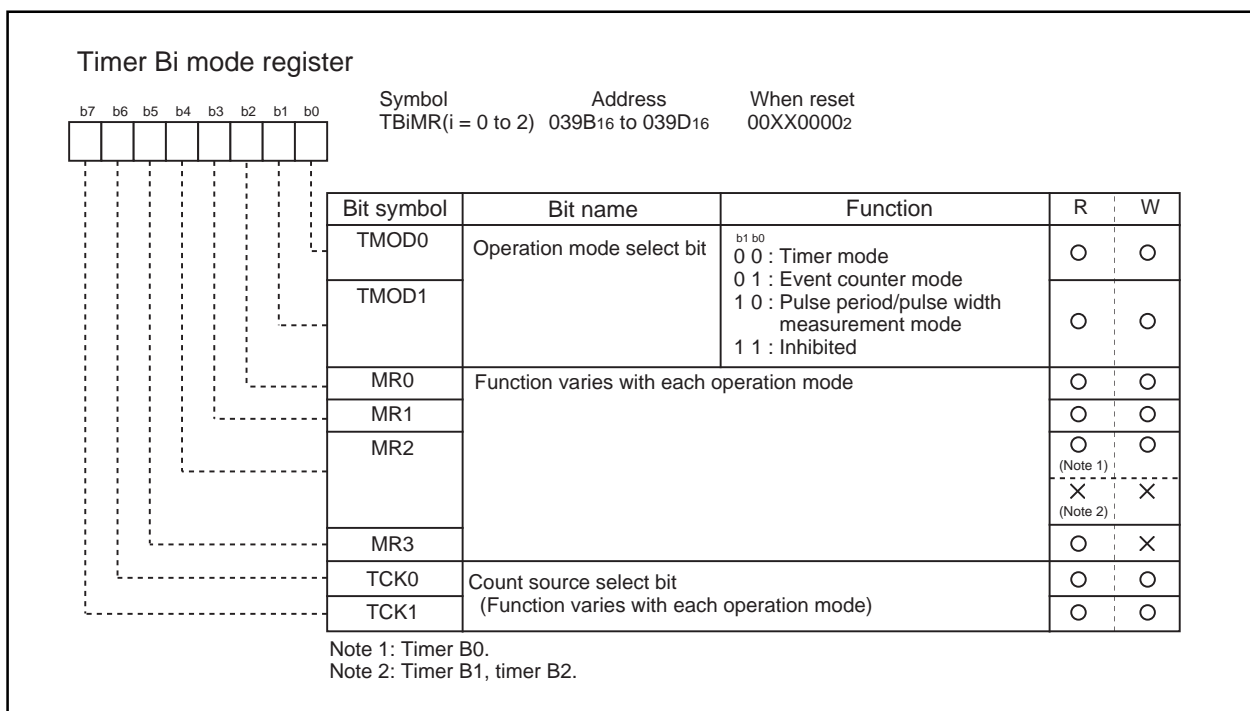 Timer Bi mode register
Symbol Address When reset
b7 b6 b5 b4 b3 b2 b1 b0
TBiMR(i = 0 to 2) 039B16 to 039D16 00XX00002
Bit symbol Bit name Function R W
TMOD0 Operation mode select bit b1 b0
0 0 : Timer mode
0 1 : Event counter mode
TMOD1 1 0 : Pulse period/pulse width
measurement mode
1 1 : Inhibited
MR0 Function varies with each operation mode
MR1
MR2
(Note 1)
(Note 2)
MR3
TCK0 Count source select bit
(Function varies with each operation mode)
TCK1
Note 1: Timer B0.
Note 2: Timer B1, timer B2.